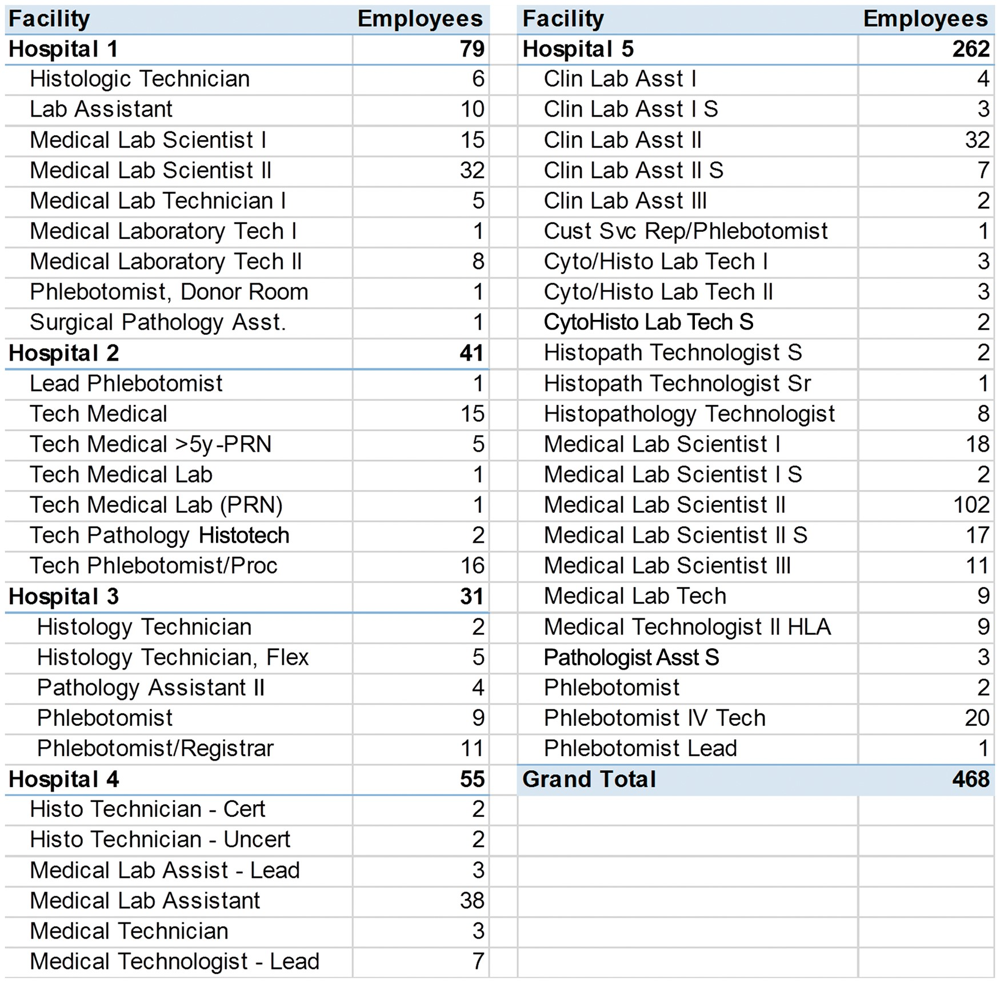 Facility Employees
Hospital 1 79
Histologic Technician 6
Lab Assistant 10
Medical Lab Scientist I 15
Medical Lab Scientist II 32
Medical Lab Technician I 5
Medical Laboratory Tech I 1
Medical Laboratory Tech II 8
Phlebotomist, Donor Room 1
Surgical Pathology Asst. 1
Hospital 2 41
Lead Phlebotomist 1
Tech Medical 15
Tech Medical >5y-PRN 5
Tech Medical Lab 1
Tech Medical Lab (PRN) 1
Tech Pathology Histotech 2
Tech Phlebotomist/Proc 16
Hospital 3 31
Histology Technician 2
Histology Technician, Flex 5
Pathology Assistant II 4
Phlebotomist 9
Phlebotomist/Registrar 11
Hospital 4 55
Histo Technician - Cert 2
Histo Technician - Uncert 2
Medical Lab Assist - Lead 3
Medical Lab Assistant 38
Medical Technician 3
Medical Technologist - Lead 7
Facility Employees
Hospital 5 262
Clin Lab Asst I 4
Clin Lab Asst I S 3
Clin Lab Asst II 32
Clin Lab Asst II S 7
Clin Lab Asst III 2
Cust Svc Rep/Phlebotomist 1
Cyto/Histo Lab Tech I 3
Cyto/Histo Lab Tech II 3
CytoHisto Lab Tech S 2
Histopath Technologist S 2
Histopath Technologist Sr 1
Histopathology Technologist 8
Medical Lab Scientist I 18
Medical Lab Scientist I S 2
Medical Lab Scientist II 102
Medical Lab Scientist II S 17
Medical Lab Scientist III 11
Medical Lab Tech 9
Medical Technologist II HLA 9
Pathologist Asst S 3
Phlebotomist 2
Phlebotomist IV Tech 20
Phlebotomist Lead 1
Grand Total 468